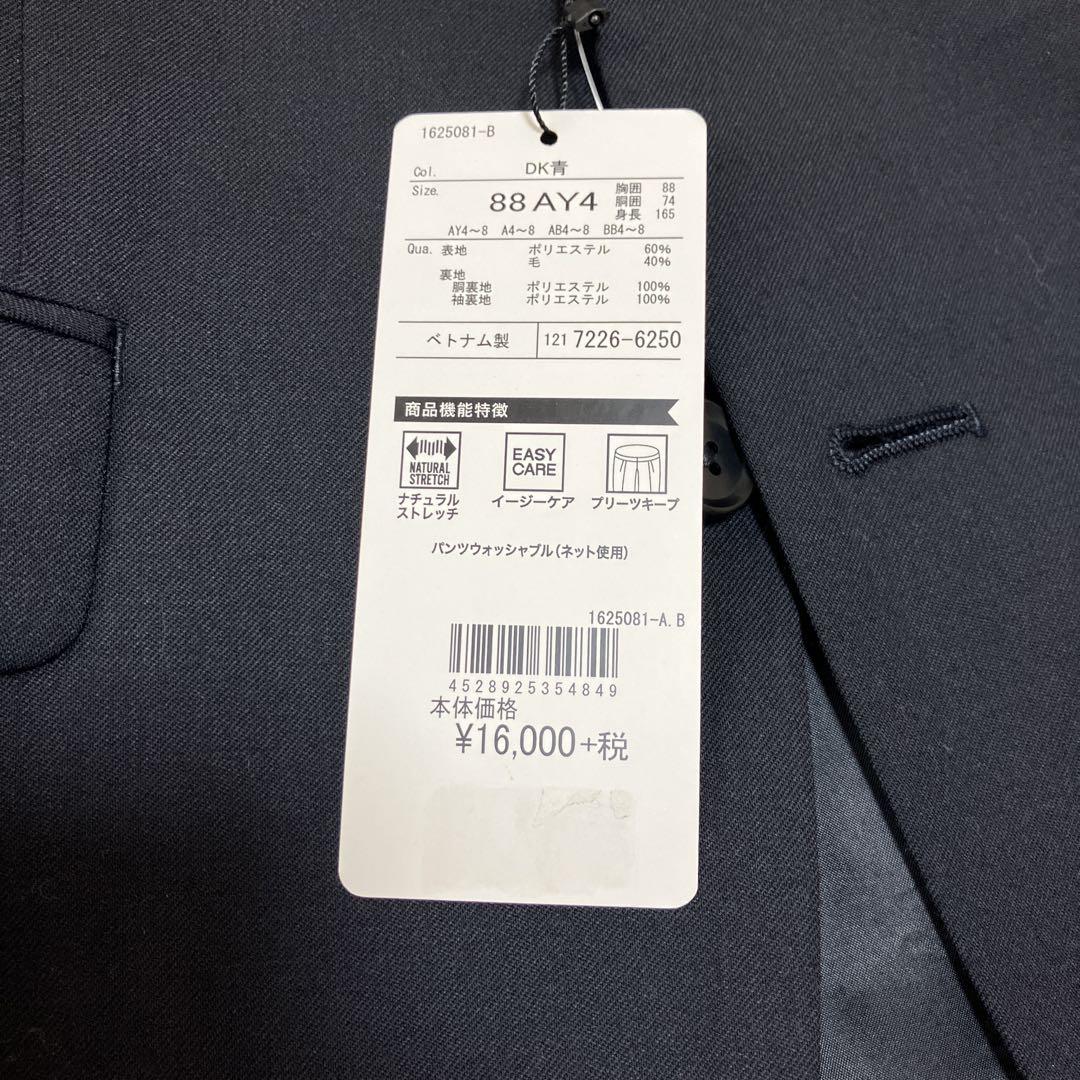 1625081-B
Col. DK青
Size. 88 AY4 胸囲 88
胴囲 74
身長 165
AY4〜8 A4〜8 AB4〜8 BB4〜8
Qua. 表地 ポリエステル 60%
毛 40%
裏地
胴裏地 ポリエステル 100%
袖裏地 ポリエステル 100%
ベトナム製 121 7226-6250
商品機能特徴
NATURAL STRETCH
EASY CARE
ナチュラル ストレッチ
イージーケア
プリーツキープ
パンツウォッシャブル(ネット使用)
1625081-A.B
4528925354849
本体価格
¥16,000+税